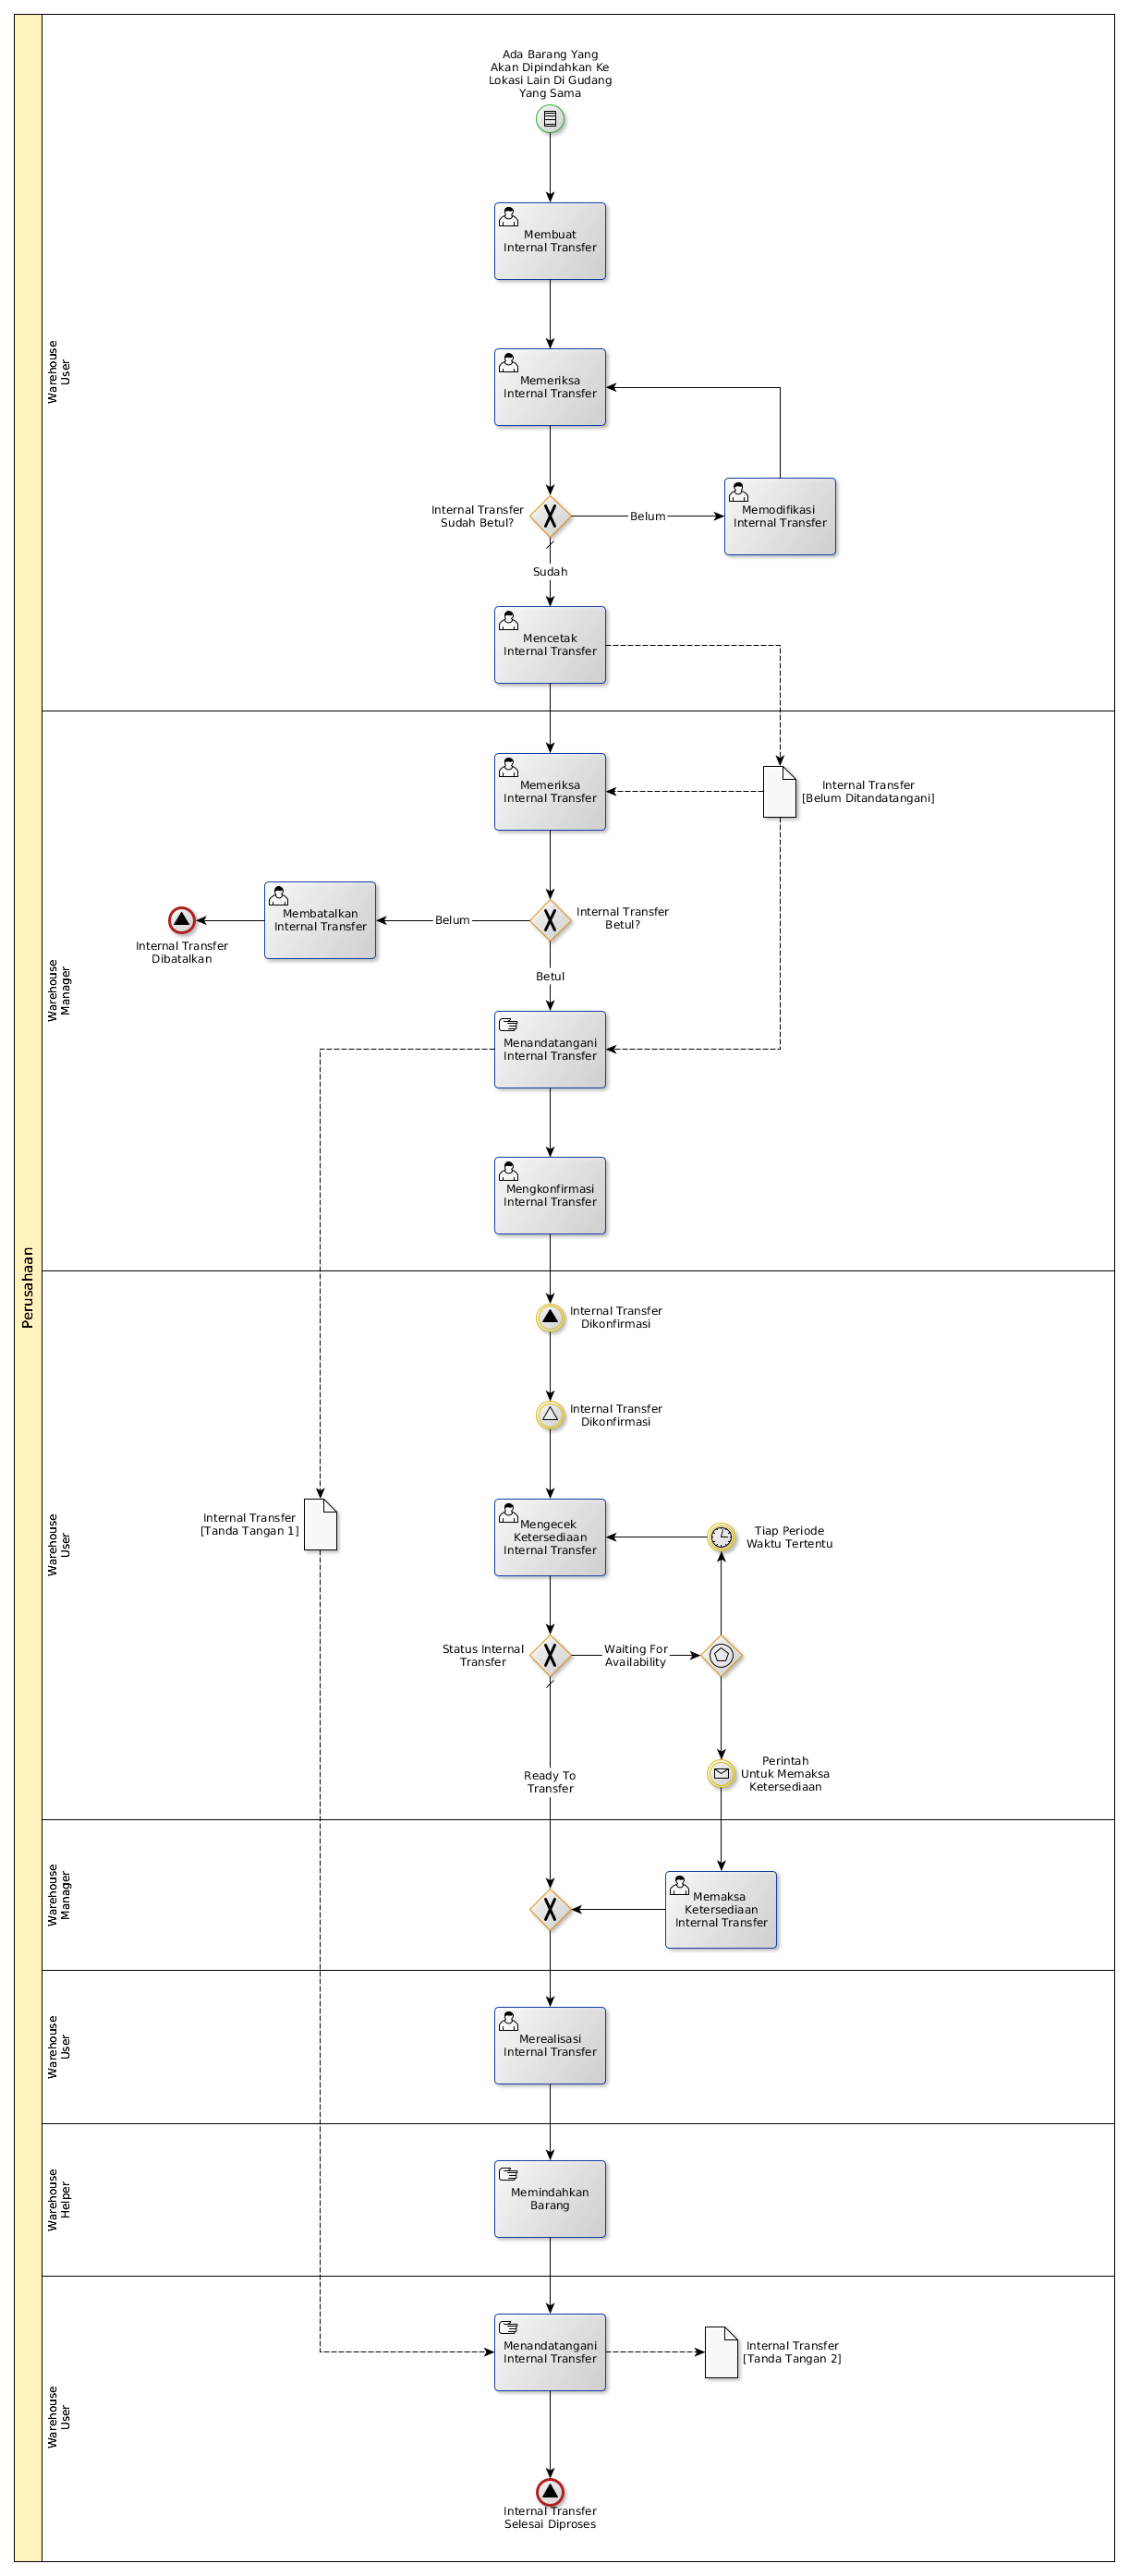 Ada Barang Yang
Akan Dipindahkan Ke
Lokasi Lain Di Gudang
Yang Sama
Membuat
Internal Transfer
Warehouse
User
Memeriksa
Internal Transfer
Internal Transfer
Sudah Betul?
Belum
Memodifikasi
Internal Transfer
Sudah
Mencetak
Internal Transfer
Memeriksa
Internal Transfer
Internal Transfer
[Belum Ditandatangani]
Membatalkan
Internal Transfer
Belum
Internal Transfer
Betul?
Internal Transfer
Dibatalkan
Warehouse
Manager
Betul
Menandatangani
Internal Transfer
Mengkonfirmasi
Internal Transfer
Perusahaan
Internal Transfer
Dikonfirmasi
Internal Transfer
Dikonfirmasi
Internal Transfer
[Tanda Tangan 1]
Warehouse
User
Mengecek
Ketersediaan
Internal Transfer
Tiap Periode
Waktu Tertentu
Status Internal
Transfer
Waiting For
Availability
Ready To
Transfer
Perintah
Untuk Memaksa
Ketersediaan
Warehouse
Manager
Memaksa
Ketersediaan
Internal Transfer
Warehouse
User
Merealisasi
Internal Transfer
Warehouse
Helper
Memindahkan
Barang
Menandatangani
Internal Transfer
Internal Transfer
[Tanda Tangan 2]
Warehouse
User
Internal Transfer
Selesai Diproses